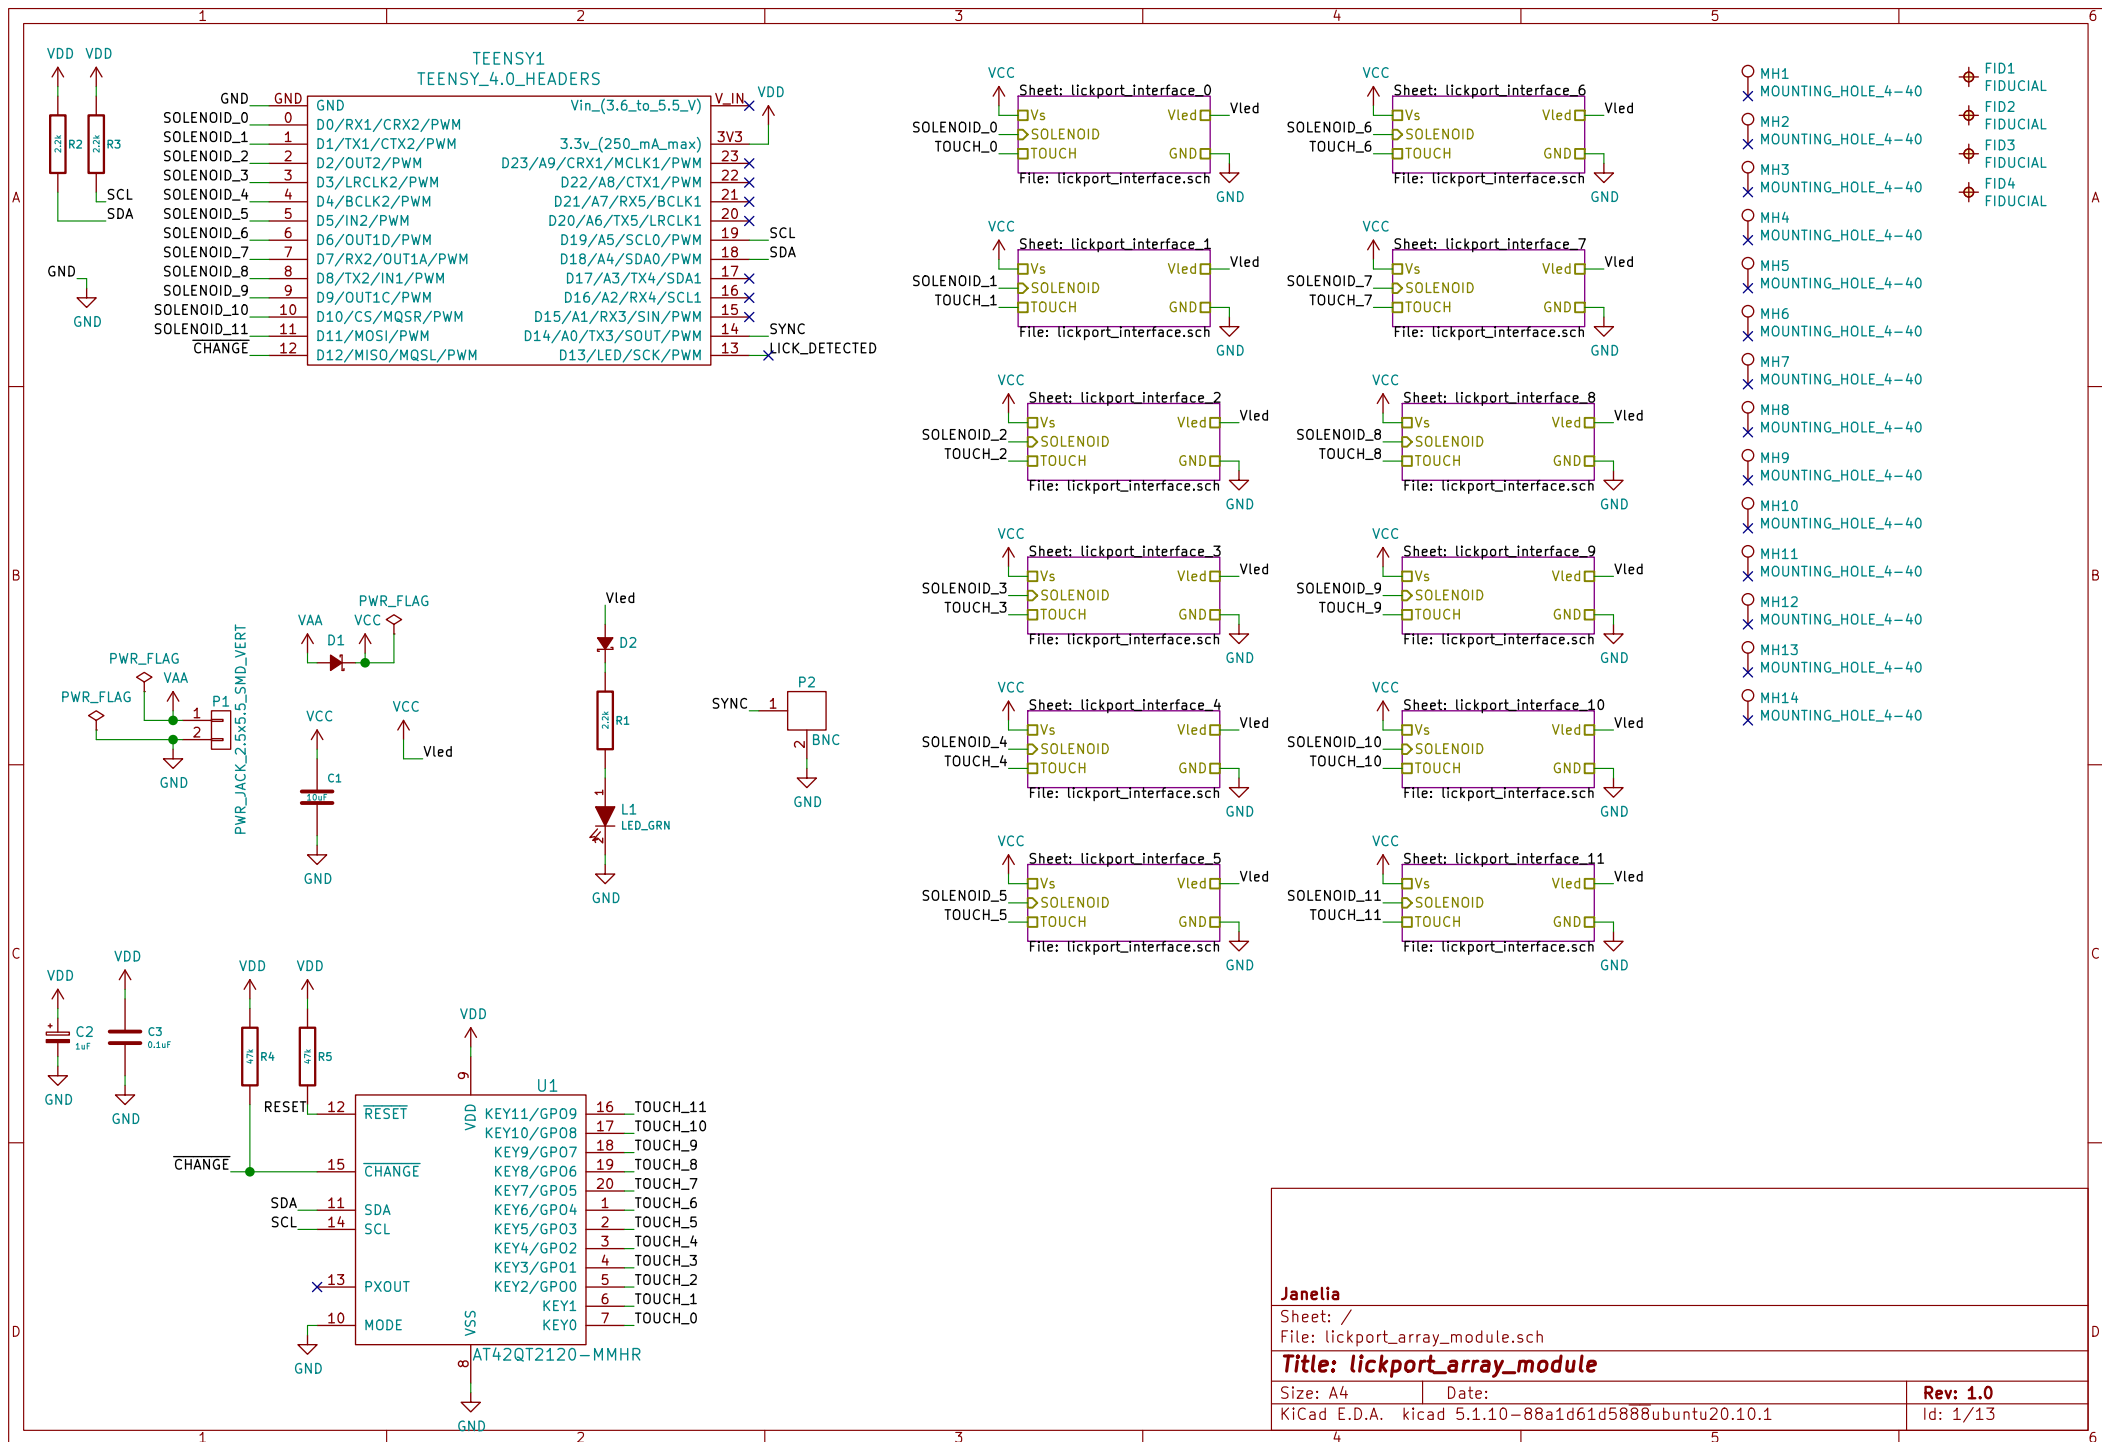 1 2 3 4 5 6
A
B
C
D
A
B
C
D
1 2 3 4 5 6
VDD VDD
2.2k R2 2.2k R3
SCL
SDA
GND
GND
TEENSY1
TEENSY_4.0_HEADERS
GND GND GND
SOLENOID_0 0 D0/RX1/CRX2/PWM
SOLENOID_1 1 D1/TX1/CTX2/PWM
SOLENOID_2 2 D2/OUT2/PWM
SOLENOID_3 3 D3/LRCLK2/PWM
SOLENOID_4 4 D4/BCLK2/PWM
SOLENOID_5 5 D5/IN2/PWM
SOLENOID_6 6 D6/OUT1D/PWM
SOLENOID_7 7 D7/RX2/OUT1A/PWM
SOLENOID_8 8 D8/TX2/IN1/PWM
SOLENOID_9 9 D9/OUT1C/PWM
SOLENOID_10 10 D10/CS/MQSR/PWM
SOLENOID_11 11 D11/MOSI/PWM
CHANGE 12 D12/MISO/MQSL/PWM
Vin_(3.6_to_5.5_V) V_IN VDD
3.3v_(250_mA_max) 3V3
D23/A9/CRX1/MCLK1/PWM 23
D22/A8/CTX1/PWM 22
D21/A7/RX5/BCLK1 21
D20/A6/TX5/LRCLK1 20
D19/A5/SCL0/PWM 19 SCL
D18/A4/SDA0/PWM 18 SDA
D17/A3/TX4/SDA1 17
D16/A2/RX4/SCL1 16
D15/A1/RX3/SIN/PWM 15
D14/A0/TX3/SOUT/PWM 14 SYNC
D13/LED/SCK/PWM 13 LICK_DETECTED
PWR_FLAG
PWR_FLAG
VAA
P1
1
2
GND
PWR_JACK_2.5x5.5_SMD_VERT
VAA D1 VCC PWR_FLAG
VCC
C1
10uF
GND
VCC
Vled
Vled
D2
2.2k R1
1
L1
LED_GRN
2
GND
SYNC 1 P2
2 BNC
GND
VDD
C2
1uF
GND
VDD
C3
0.1uF
GND
VDD VDD
47k R4 47k R5
VDD
9
U1
RESET 12 RESET
CHANGE 15 CHANGE
SDA 11 SDA
SCL 14 SCL
13 PXOUT
10 MODE
GND
VDD
VSS
KEY11/GPO9 16 TOUCH_11
KEY10/GPO8 17 TOUCH_10
KEY9/GPO7 18 TOUCH_9
KEY8/GPO6 19 TOUCH_8
KEY7/GPO5 20 TOUCH_7
KEY6/GPO4 1 TOUCH_6
KEY5/GPO3 2 TOUCH_5
KEY4/GPO2 3 TOUCH_4
KEY3/GPO1 4 TOUCH_3
KEY2/GPO0 5 TOUCH_2
KEY1 6 TOUCH_1
KEY0 7 TOUCH_0
8
AT42QT2120-MMHR
GND
VCC
Sheet: lickport_interface_0
Vs Vled Vled
SOLENOID_0 SOLENOID
TOUCH_0 TOUCH GND
File: lickport_interface.sch
GND
VCC
Sheet: lickport_interface_1
Vs Vled Vled
SOLENOID_1 SOLENOID
TOUCH_1 TOUCH GND
File: lickport_interface.sch
GND
VCC
Sheet: lickport_interface_2
Vs Vled Vled
SOLENOID_2 SOLENOID
TOUCH_2 TOUCH GND
File: lickport_interface.sch
GND
VCC
Sheet: lickport_interface_3
Vs Vled Vled
SOLENOID_3 SOLENOID
TOUCH_3 TOUCH GND
File: lickport_interface.sch
GND
VCC
Sheet: lickport_interface_4
Vs Vled Vled
SOLENOID_4 SOLENOID
TOUCH_4 TOUCH GND
File: lickport_interface.sch
GND
VCC
Sheet: lickport_interface_5
Vs Vled Vled
SOLENOID_5 SOLENOID
TOUCH_5 TOUCH GND
File: lickport_interface.sch
GND
VCC
Sheet: lickport_interface_6
Vs Vled Vled
SOLENOID_6 SOLENOID
TOUCH_6 TOUCH GND
File: lickport_interface.sch
GND
VCC
Sheet: lickport_interface_7
Vs Vled Vled
SOLENOID_7 SOLENOID
TOUCH_7 TOUCH GND
File: lickport_interface.sch
GND
VCC
Sheet: lickport_interface_8
Vs Vled Vled
SOLENOID_8 SOLENOID
TOUCH_8 TOUCH GND
File: lickport_interface.sch
GND
VCC
Sheet: lickport_interface_9
Vs Vled Vled
SOLENOID_9 SOLENOID
TOUCH_9 TOUCH GND
File: lickport_interface.sch
GND
VCC
Sheet: lickport_interface_10
Vs Vled Vled
SOLENOID_10 SOLENOID
TOUCH_10 TOUCH GND
File: lickport_interface.sch
GND
VCC
Sheet: lickport_interface_11
Vs Vled Vled
SOLENOID_11 SOLENOID
TOUCH_11 TOUCH GND
File: lickport_interface.sch
GND
MH1
MOUNTING_HOLE_4-40
MH2
MOUNTING_HOLE_4-40
MH3
MOUNTING_HOLE_4-40
MH4
MOUNTING_HOLE_4-40
MH5
MOUNTING_HOLE_4-40
MH6
MOUNTING_HOLE_4-40
MH7
MOUNTING_HOLE_4-40
MH8
MOUNTING_HOLE_4-40
MH9
MOUNTING_HOLE_4-40
MH10
MOUNTING_HOLE_4-40
MH11
MOUNTING_HOLE_4-40
MH12
MOUNTING_HOLE_4-40
MH13
MOUNTING_HOLE_4-40
MH14
MOUNTING_HOLE_4-40
FID1
FIDUCIAL
FID2
FIDUCIAL
FID3
FIDUCIAL
FID4
FIDUCIAL
Janelia
Sheet: /
File: lickport_array_module.sch
Title: lickport_array_module
Size: A4 Date: Rev: 1.0
KiCad E.D.A. kicad 5.1.10-88a1d61d5888ubuntu20.10.1 Id: 1/13